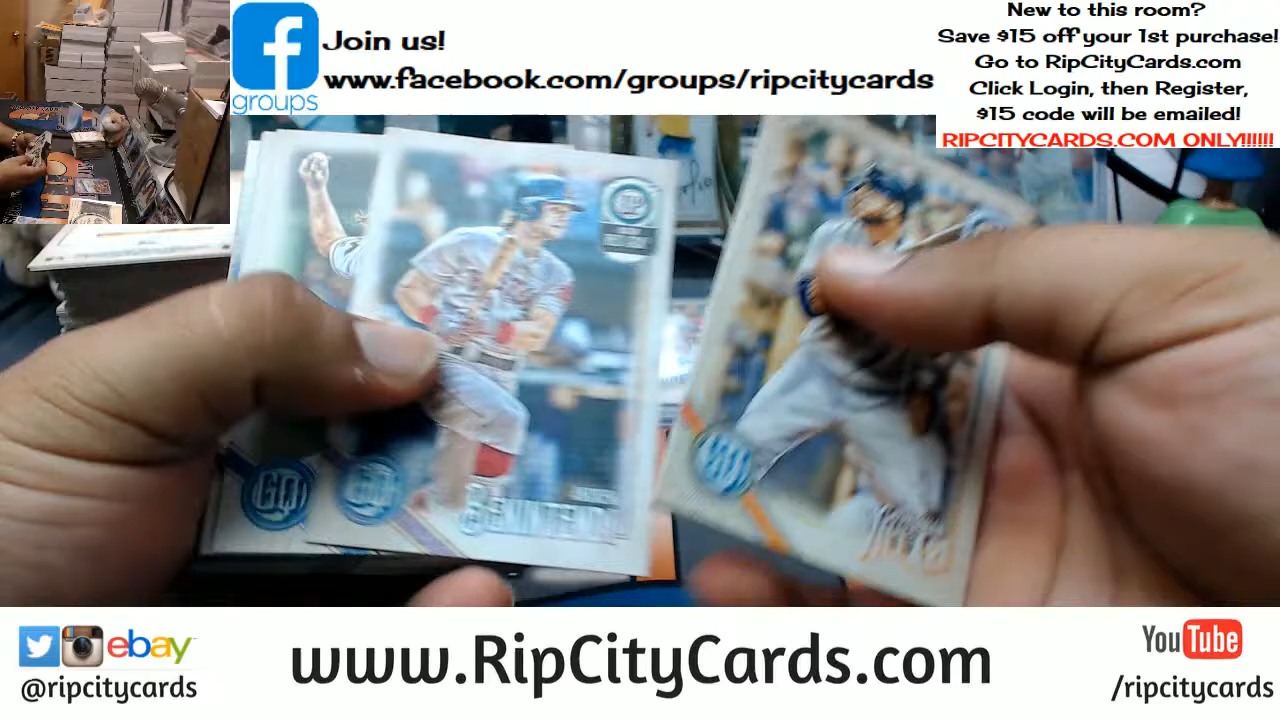 Join us!
www.facebook.com/groups/ripcitycards
groups
New to this room?
Save $15 off your 1st purchase!
Go to RipCityCards.com
Click Login, then Register,
$15 code will be emailed!
RIPCITYCARDS.COM ONLY!!!!!!
GQ
GQ
ebay
@ripcitycards
www.RipCityCards.com
YouTube
/ripcitycards